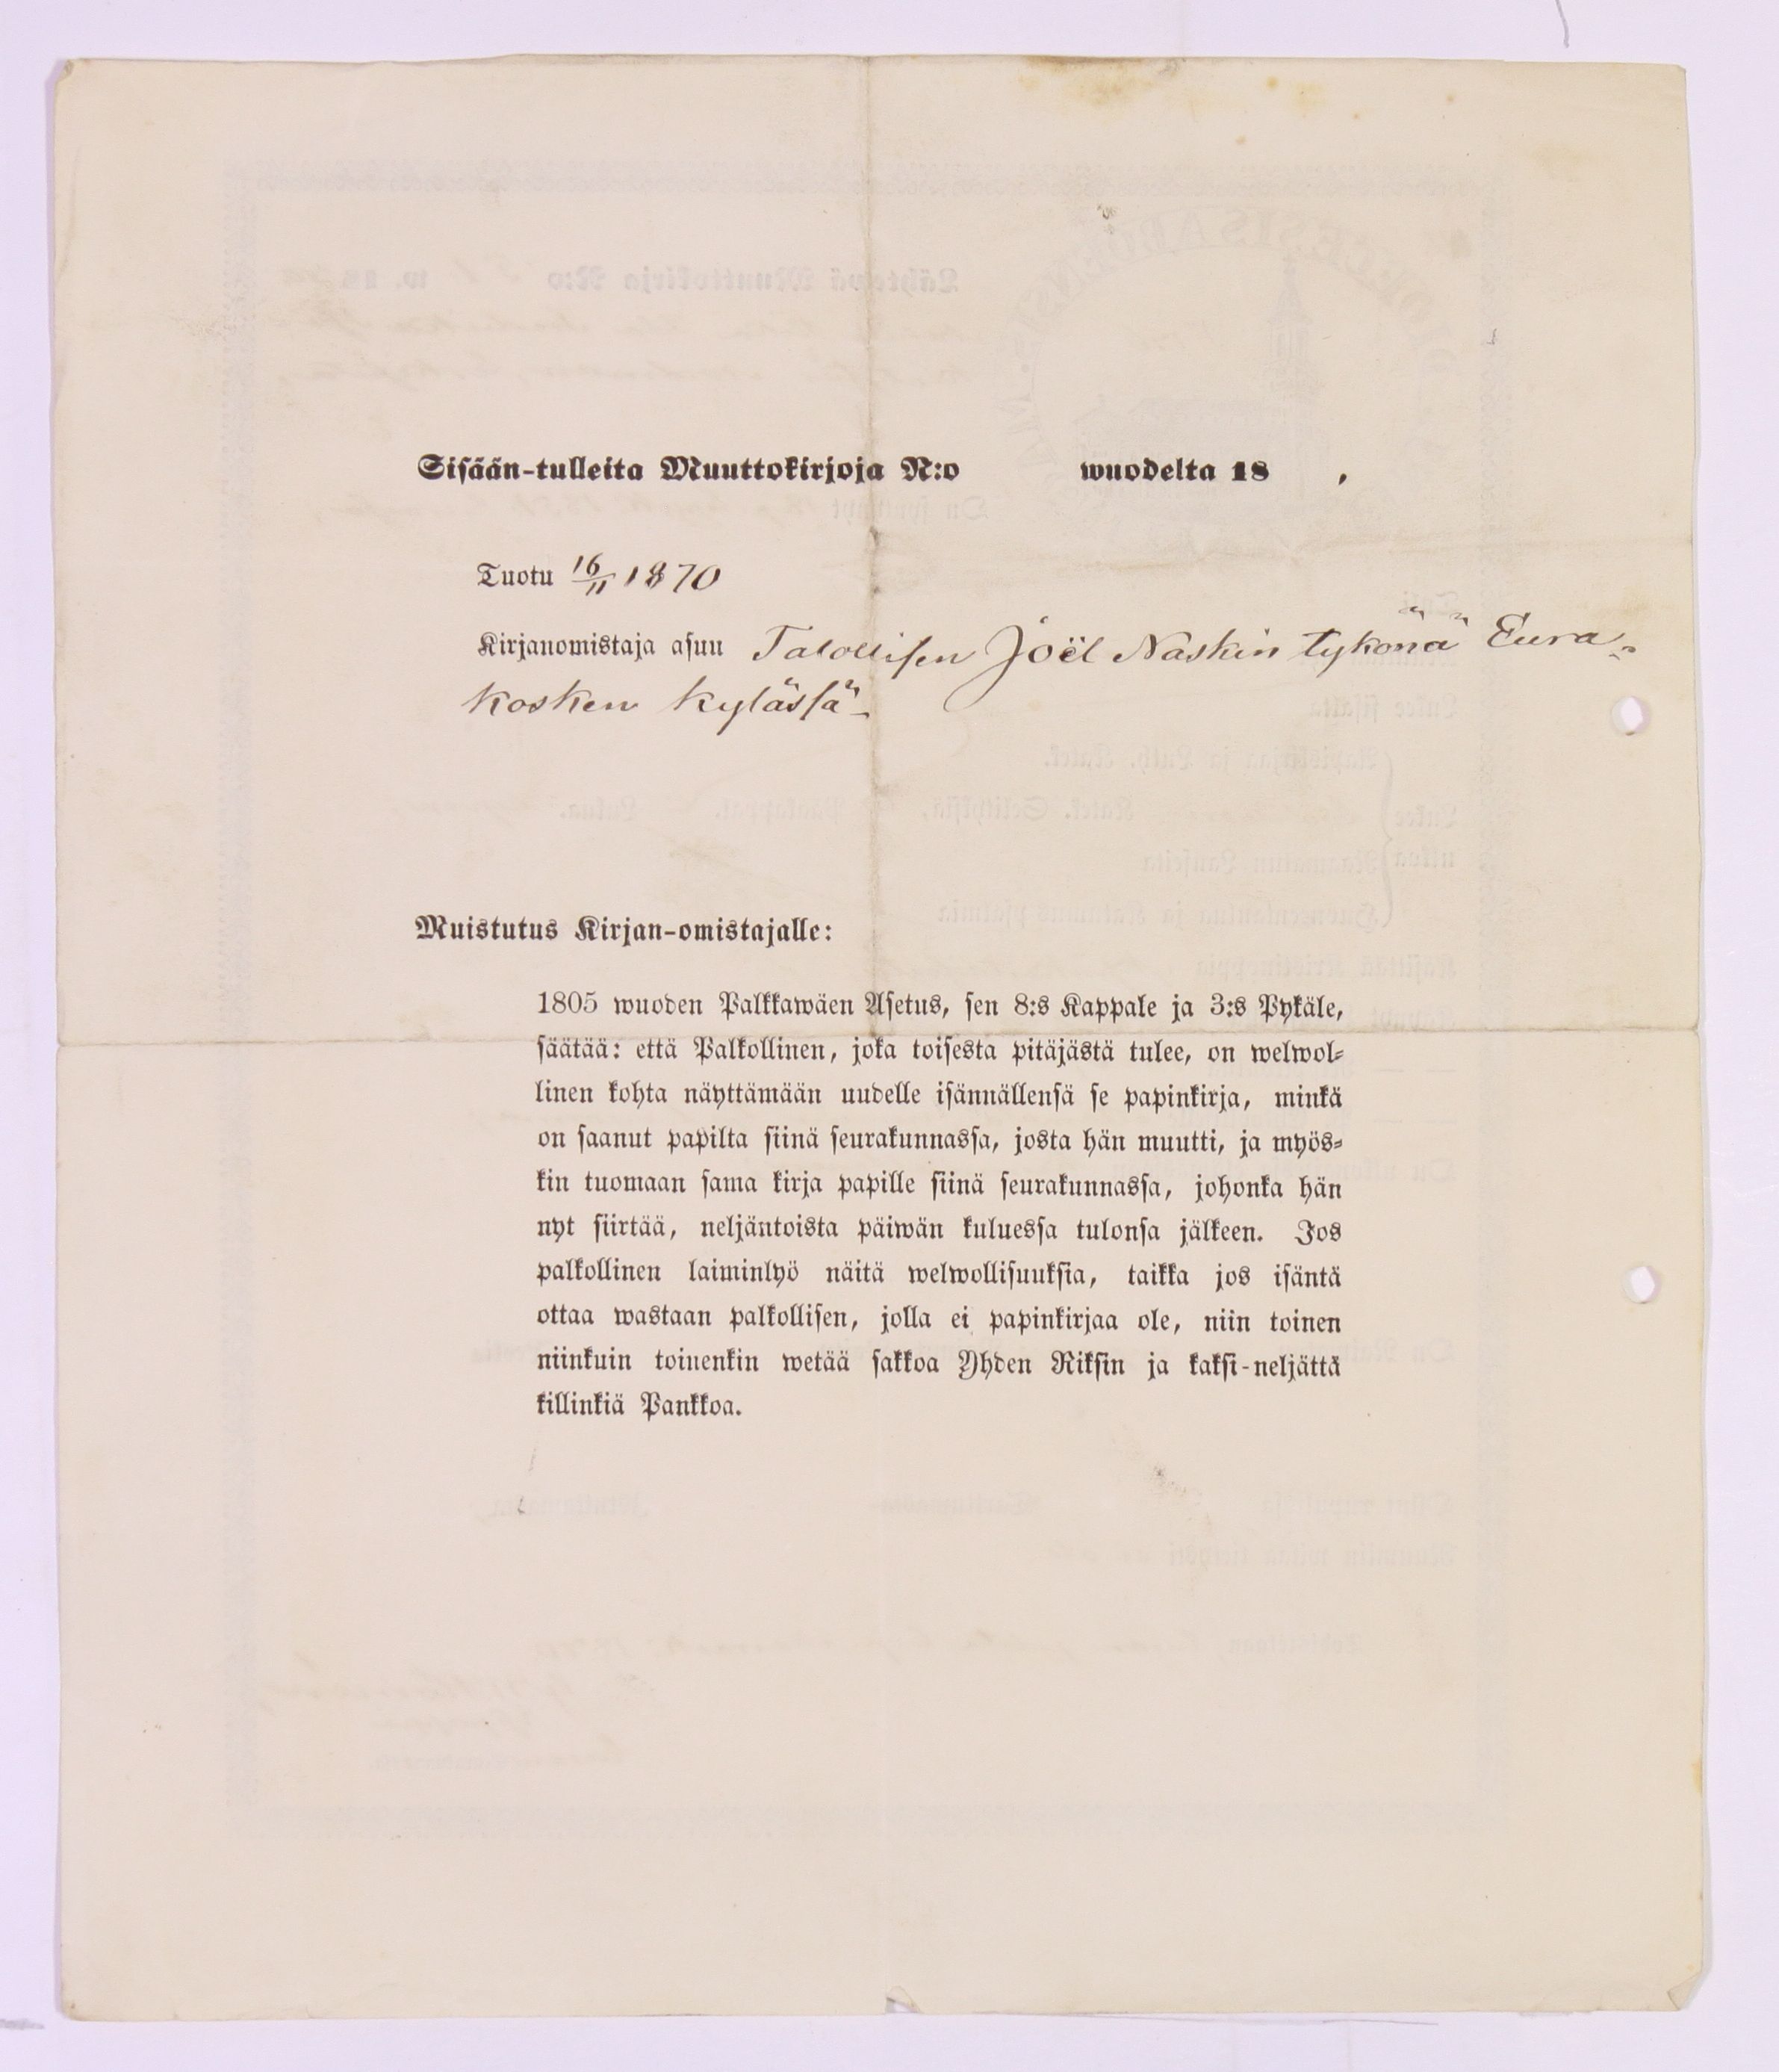 Sisään-tulleita Muuttokirjoja N:o wuodelta 18 .
Tuotu 16/11 1870
Kirjanomistaja asuu Talollisen Joël Naskin tykönä Eura-
kosken kylässä
Muistutus Kirjan-omistajalle:
1805 wuoden Palkkawäen Asetus, sen 8:s Kappale ja 3:s Pykäle,
säätää: että Palkollinen, joka toisesta pitäjästä tulee, on welwol-
linen kohta näyttämään uudelle isännällensä se papinkirja, minkä
on saanut papilta siinä seurakunnassa, josta hän muutti, ja myös-
kin tuomaan sama kirja papille siinä seurakunnassa, johonka hän
nyt siirtää, neljäntoista päiwän kuluessa tulonsa jälkeen. Jos
palkollinen laiminlyö näitä welwollisuuksia, taikka jos isäntä
ottaa wastaan palkollisen, jolla ei papinkirjaa ole, niin toinen
niinkuin toinenkin wetää sakkoa Yhden Riksin ja kaksi-neljättä
killinkiä Pankkoa.